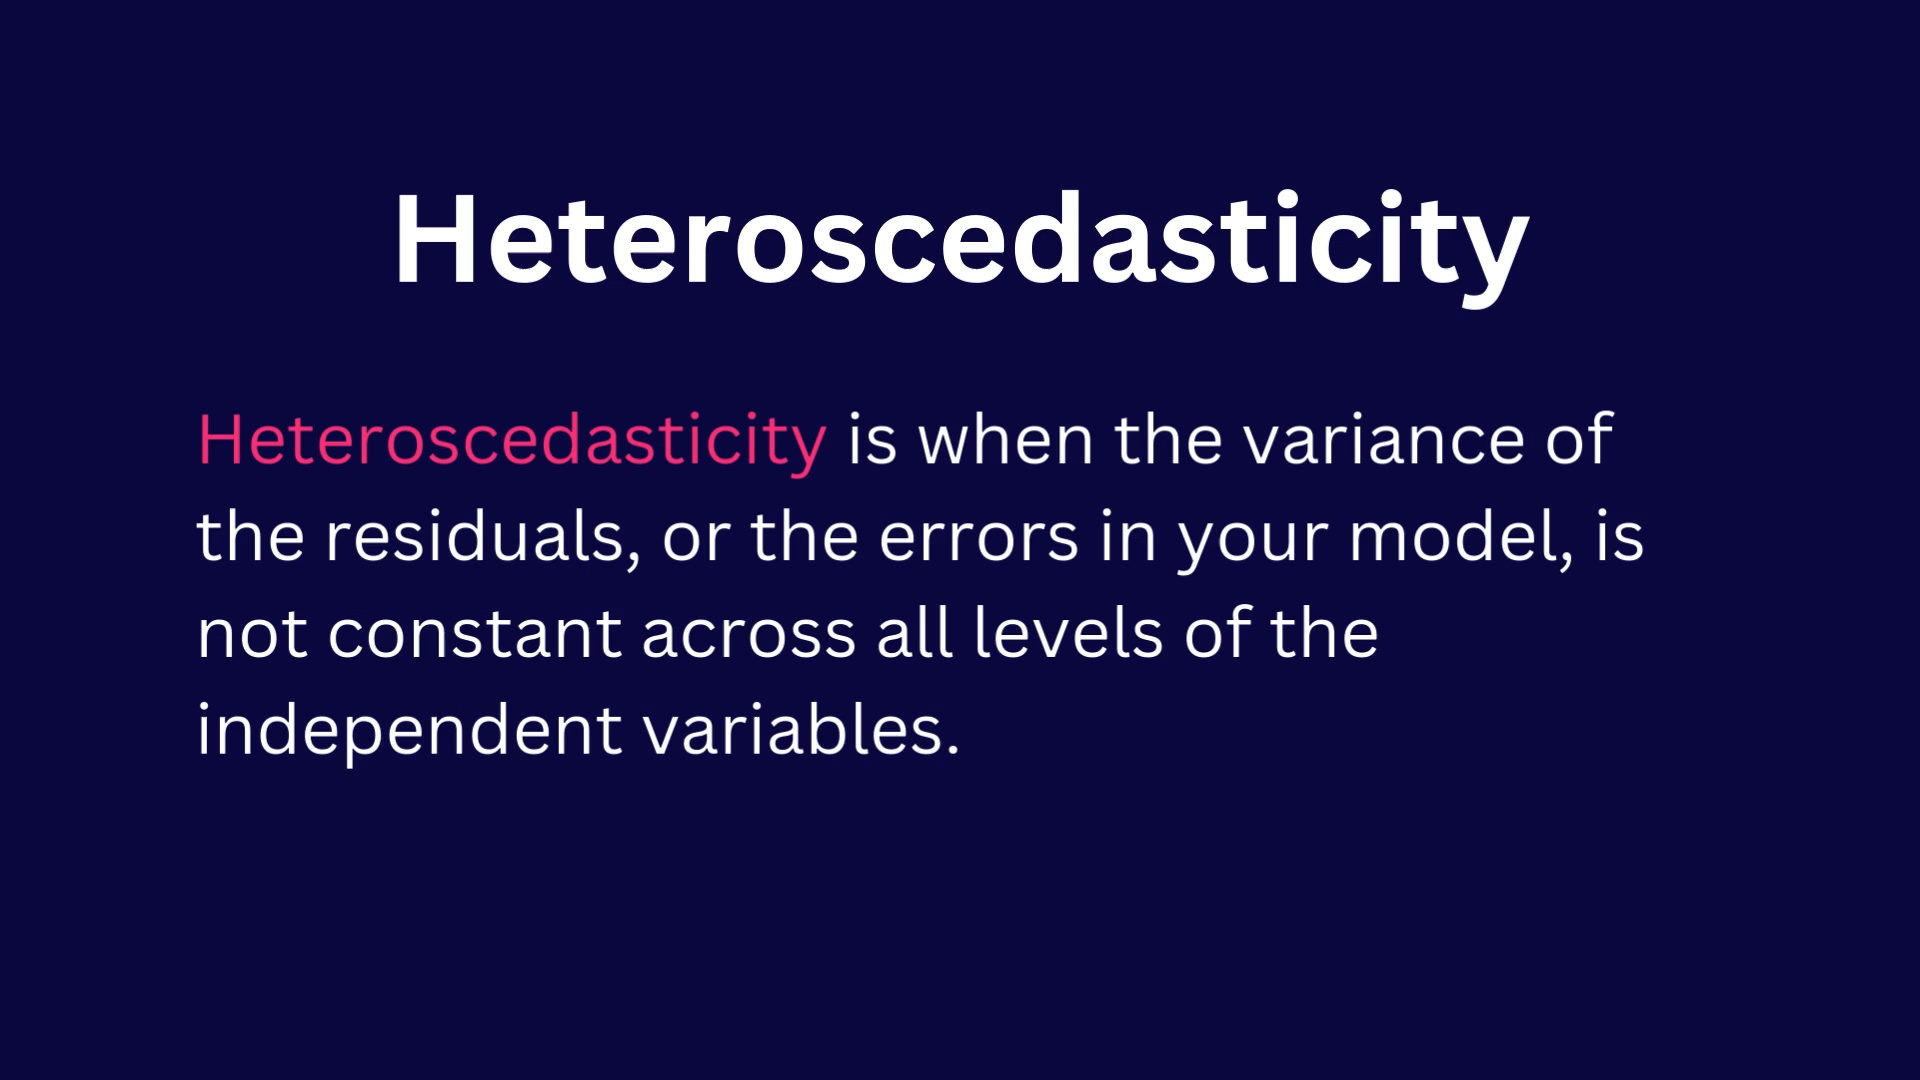 Heteroscedasticity
Heteroscedasticity is when the variance of
the residuals, or the errors in your model, is
not constant across all levels of the
independent variables.